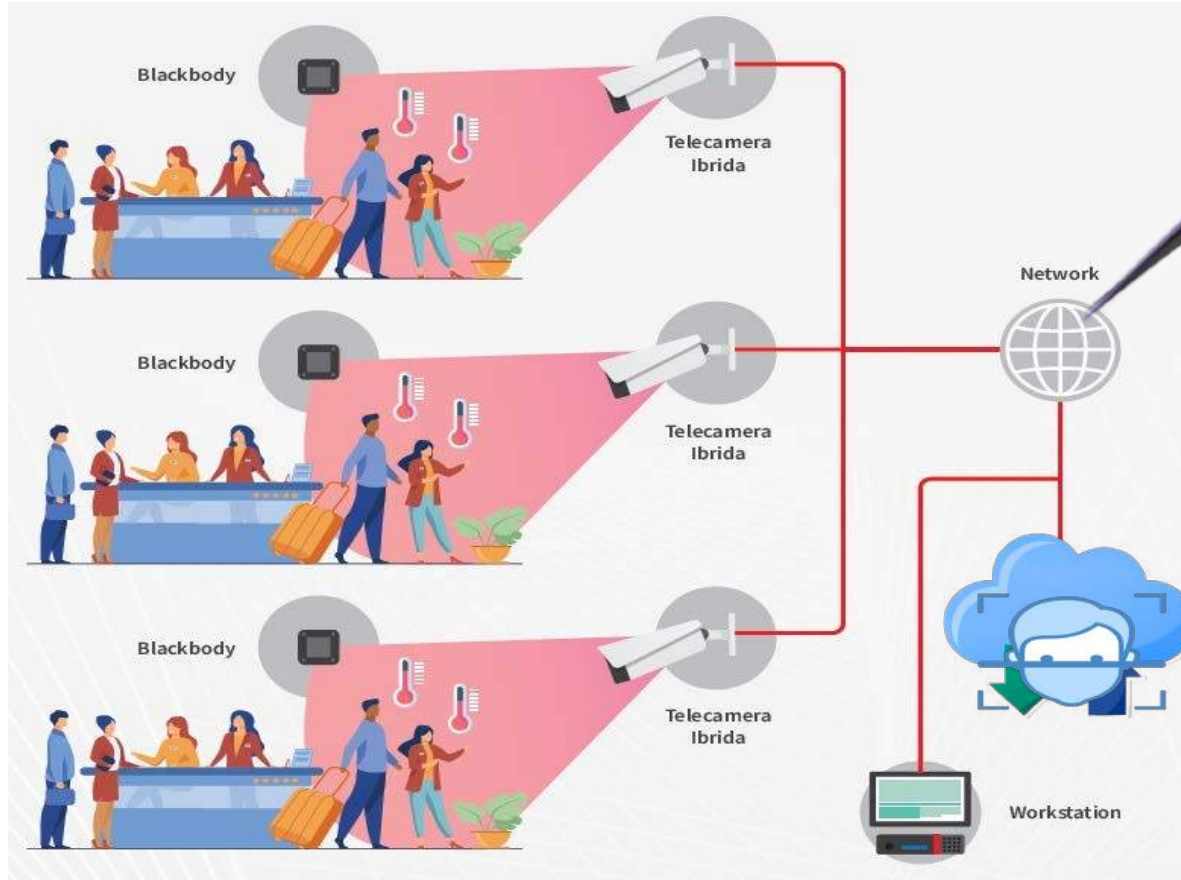 Blackbody
Telecamera
Ibrida
Network
Blackbody
Telecamera
Ibrida
Blackbody
Telecamera
Ibrida
Workstation